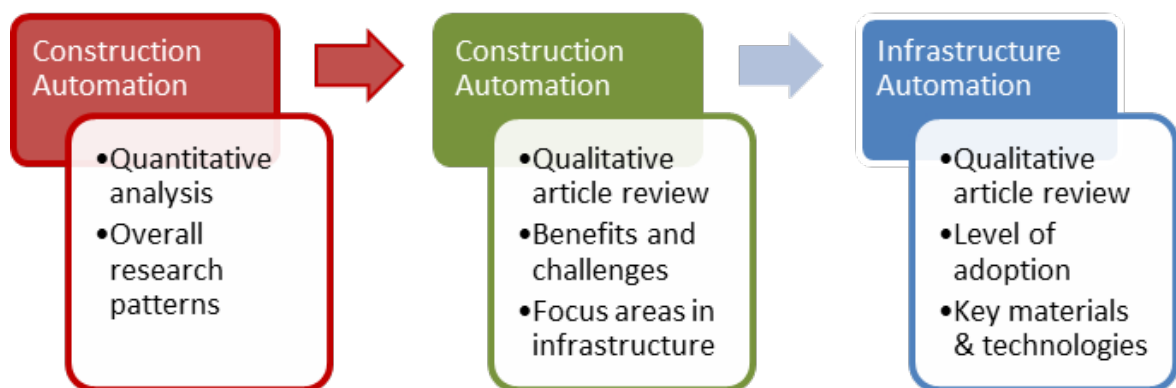 Construction
Automation
•Quantitative
analysis
•Overall
research
patterns
Construction
Automation
•Qualitative
article review
•Benefits and
challenges
•Focus areas in
infrastructure
Infrastructure
Automation
•Qualitative
article review
•Level of
adoption
•Key materials
& technologies